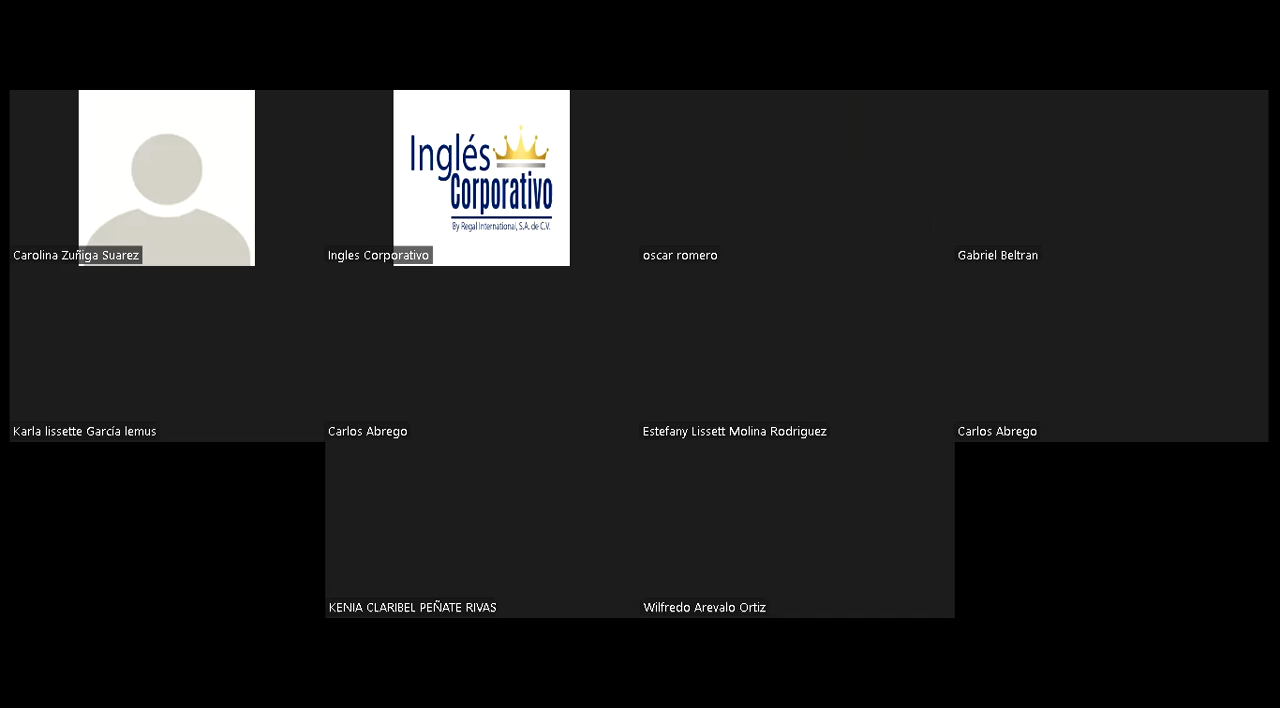 Inglés
Corporativo
By Regal International, S.A. de C.V.
Carolina Zuñiga Suarez
Ingles Corporativo
oscar romero
Gabriel Beltran
Karla lissette García lemus
Carlos Abrego
Estefany Lissett Molina Rodriguez
Carlos Abrego
KENIA CLARIBEL PEÑATE RIVAS
Wilfredo Arevalo Ortiz